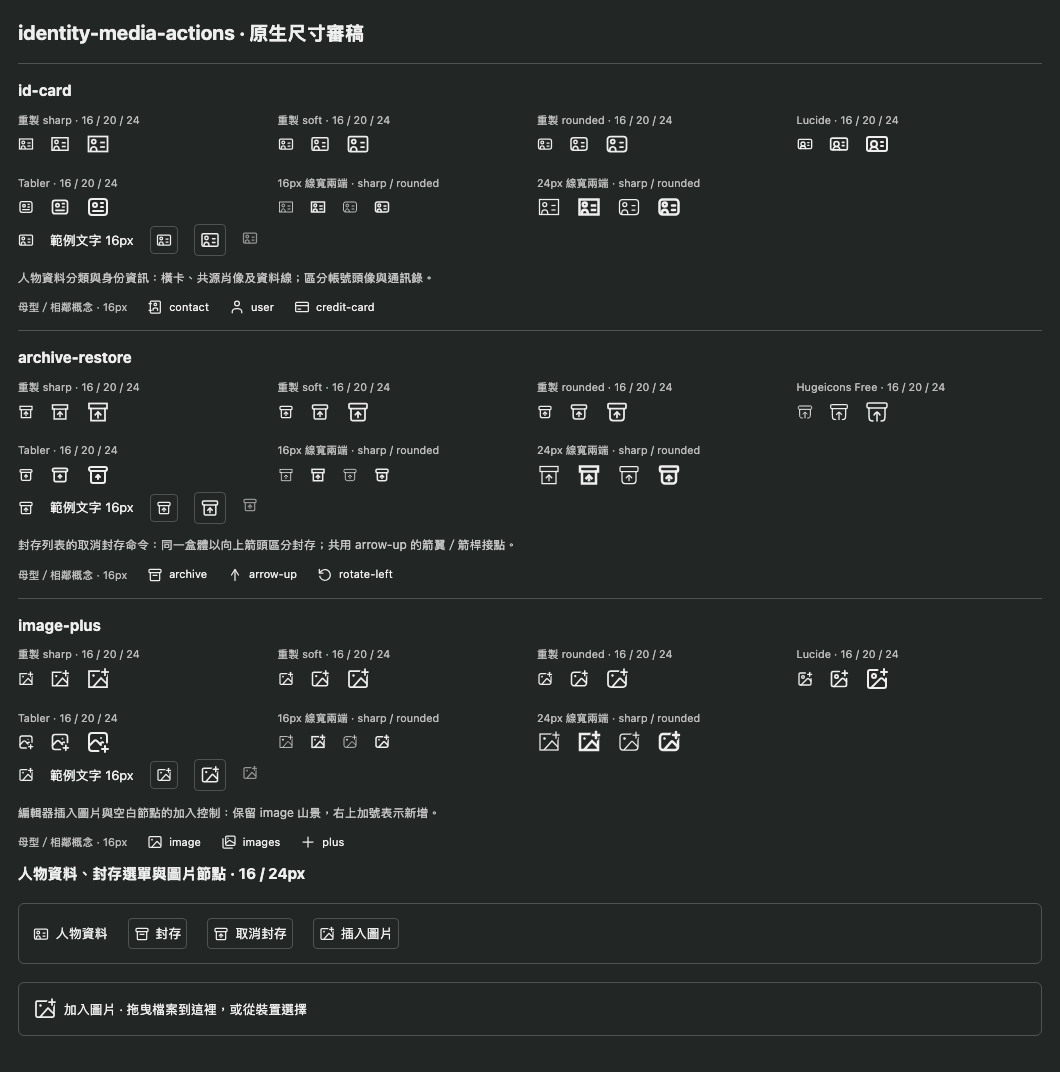 identity-media-actions · 原生尺寸審稿
id-card
重製 sharp · 16 / 20 / 24
重製 soft · 16 / 20 / 24
重製 rounded · 16 / 20 / 24
Lucide · 16 / 20 / 24
Tabler · 16 / 20 / 24
16px 線寬兩端 · sharp / rounded
24px 線寬兩端 · sharp / rounded
範例文字 16px
人物資料分類與身份資訊：橫卡、共源肖像及資料線；區分帳號頭像與通訊錄。
母型 / 相鄰概念 · 16px
contact
user
credit-card
archive-restore
重製 sharp · 16 / 20 / 24
重製 soft · 16 / 20 / 24
重製 rounded · 16 / 20 / 24
Hugeicons Free · 16 / 20 / 24
Tabler · 16 / 20 / 24
16px 線寬兩端 · sharp / rounded
24px 線寬兩端 · sharp / rounded
範例文字 16px
封存列表的取消封存命令：同一盒體以向上箭頭區分封存；共用 arrow-up 的箭翼 / 箭桿接點。
母型 / 相鄰概念 · 16px
archive
arrow-up
rotate-left
image-plus
重製 sharp · 16 / 20 / 24
重製 soft · 16 / 20 / 24
重製 rounded · 16 / 20 / 24
Lucide · 16 / 20 / 24
Tabler · 16 / 20 / 24
16px 線寬兩端 · sharp / rounded
24px 線寬兩端 · sharp / rounded
範例文字 16px
編輯器插入圖片與空白節點的加入控制：保留 image 山景，右上加號表示新增。
母型 / 相鄰概念 · 16px
image
images
plus
人物資料、封存選單與圖片節點 · 16 / 24px
人物資料
封存
取消封存
插入圖片
加入圖片 · 拖曳檔案到這裡，或從裝置選擇